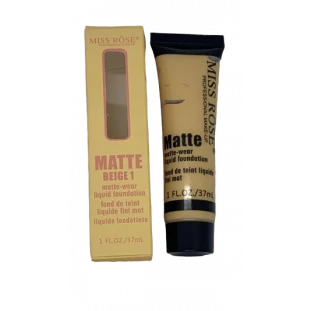 MISS RÔSE
MATTE
BEIGE 1
matte-wear
liquid foundation
fond de teint
liquide fini mat
1 FL.OZ./37mL
MISS ROSE
PROFESSIONAL MAKE-UP
Matte
matte-wear
liquid foundation
fond de teint liquide
fini mat
1 FL.OZ./37mL